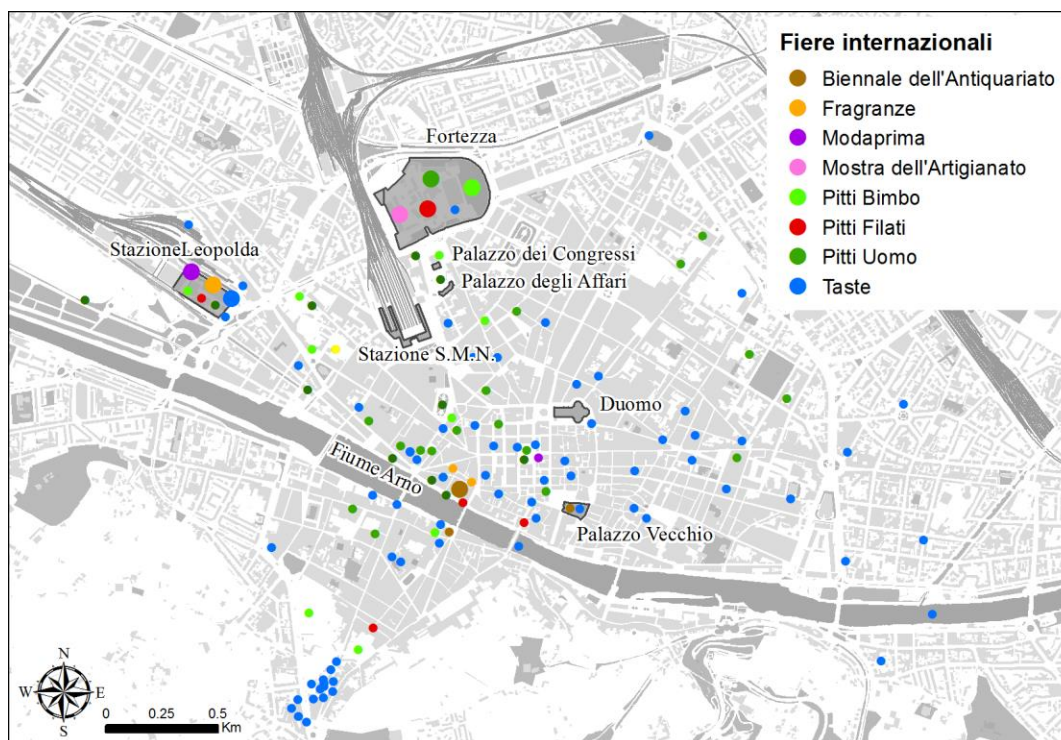 Fiere internazionali
Biennale dell'Antiquariato
Fragranze
Modaprima
Mostra dell'Artigianato
Pitti Bimbo
Pitti Filati
Pitti Uomo
Taste
Fortezza
StazioneLeopolda
Palazzo dei Congressi
Palazzo degli Affari
Stazione S.M.N.
Duomo
Fiume Arno
Palazzo Vecchio
N
W E
S
0 0.25 0.5
Km